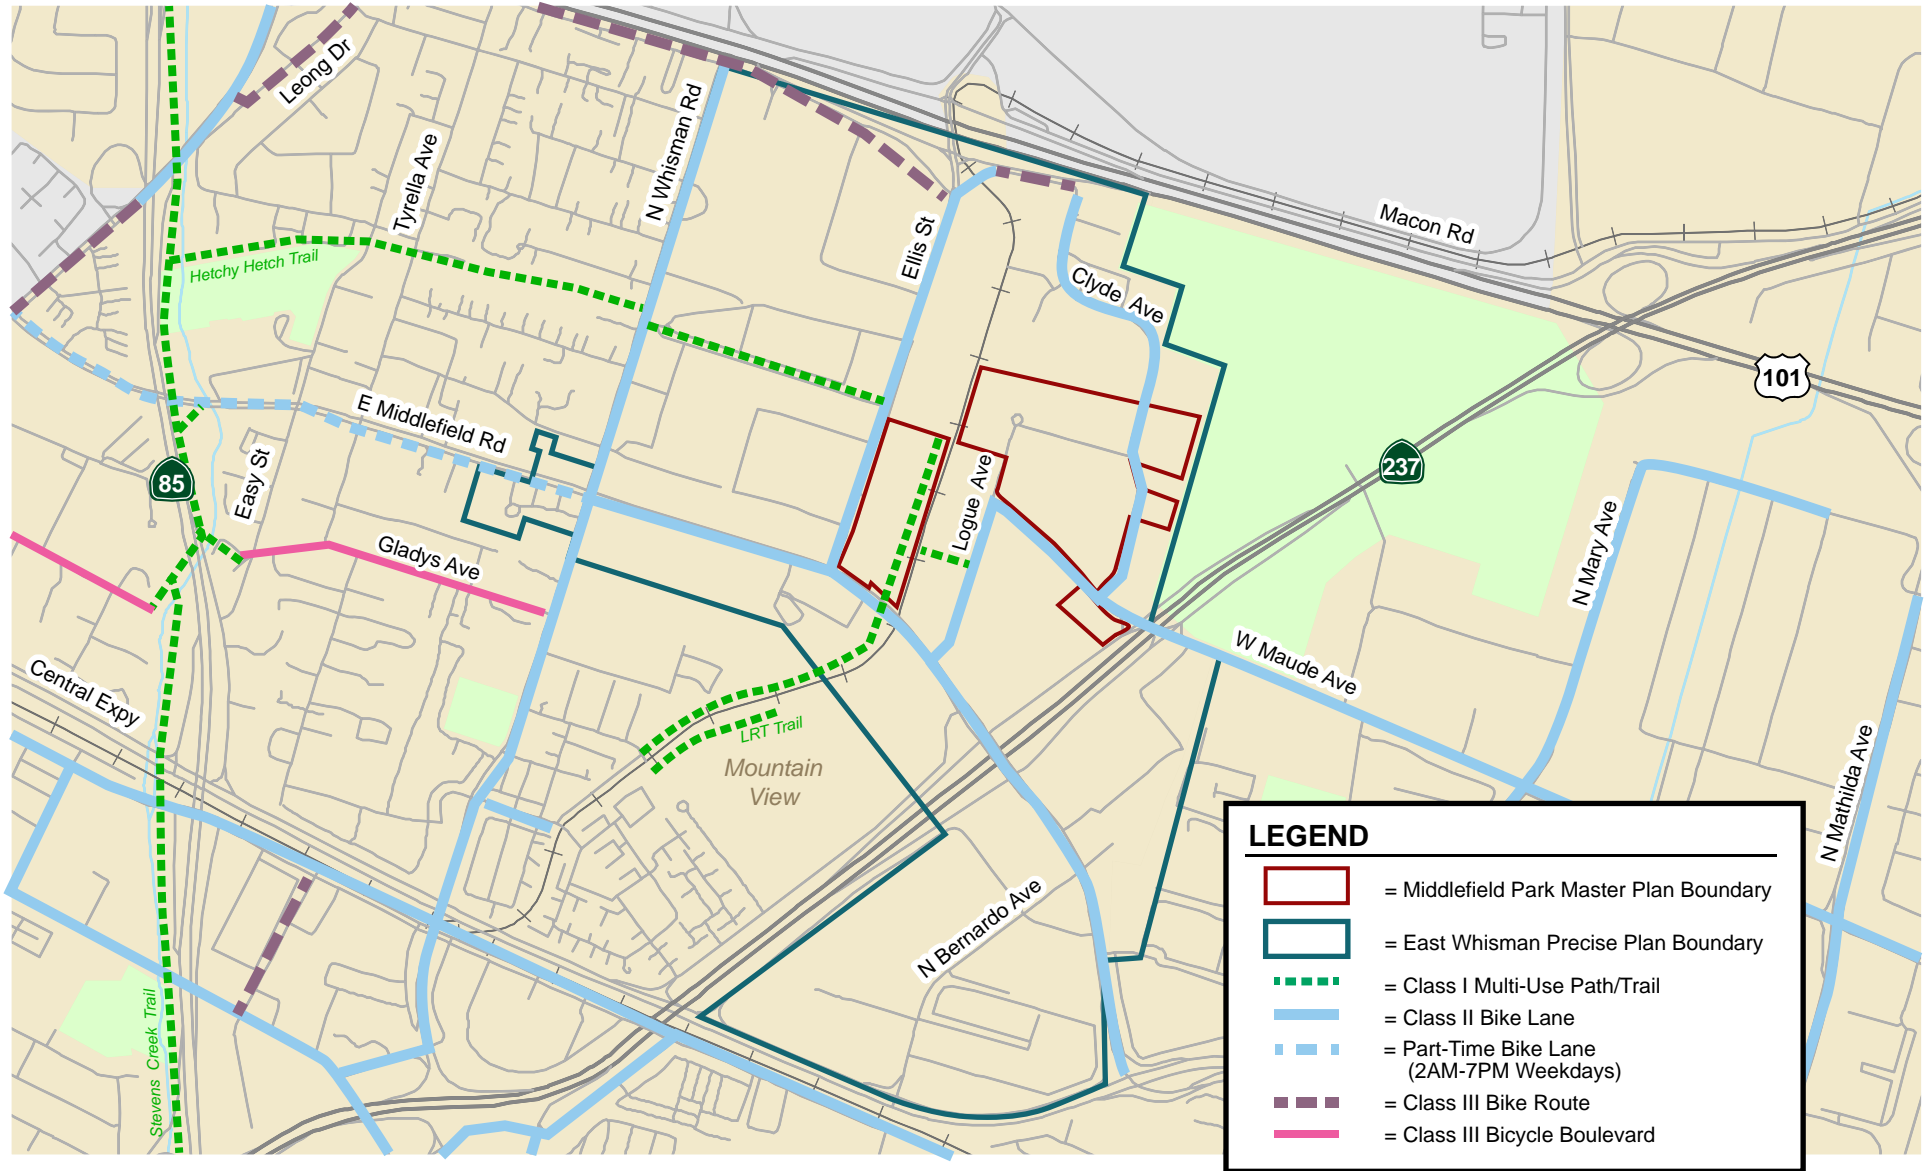 Leong Dr
Tyrella Ave
N Whisman Rd
Hetchy Hetch Trail
Ellis St
Macon Rd
Clyde Ave
101
E Middlefield Rd
237
85
Easy St
Logue Ave
N Mary Ave
Gladys Ave
W Maude Ave
Central Expy
LRT Trail
Mountain
View
N Mathilda Ave
N Bernardo Ave
Stevens Creek Trail
LEGEND
= Middlefield Park Master Plan Boundary
= East Whisman Precise Plan Boundary
= Class I Multi-Use Path/Trail
= Class II Bike Lane
= Part-Time Bike Lane
(2AM-7PM Weekdays)
= Class III Bike Route
= Class III Bicycle Boulevard